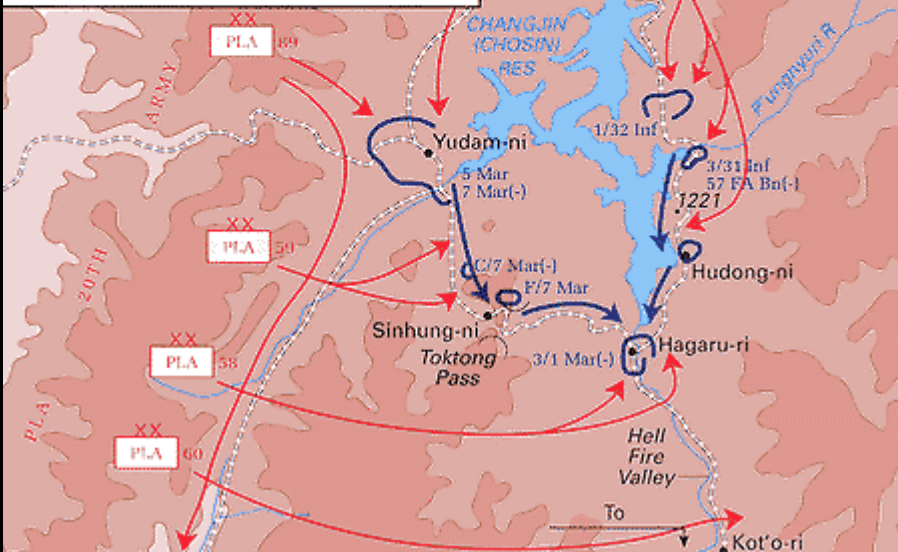 CHANGJIN
(CHOSIN)
RES
XX
PLA 89
ARMY
Fungnyuri R
1/32 Inf
Yudam-ni
3/31 Inf
57 FA Bn(-)
5 Mar
7 Mar(-)
1221
XX
PLA 59
20TH
C/7 Mar(-)
Hudong-ni
F/7 Mar
Sinhung-ni
Toktong
Pass
Hagaru-ri
3/1 Mar(-)
XX
PLA 58
PLA
XX
PLA 60
Hell
Fire
Valley
To
Kot'o-ri